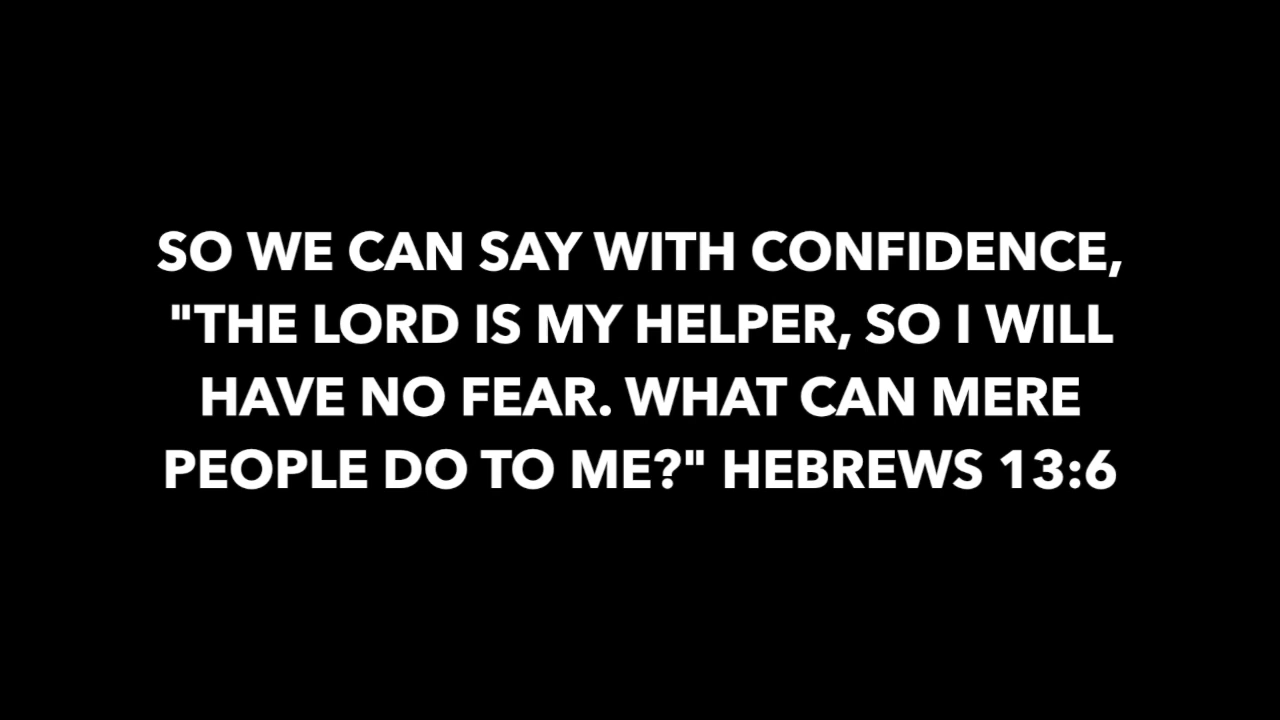 SO WE CAN SAY WITH CONFIDENCE,
"THE LORD IS MY HELPER, SO I WILL
HAVE NO FEAR. WHAT CAN MERE
PEOPLE DO TO ME?" HEBREWS 13:6